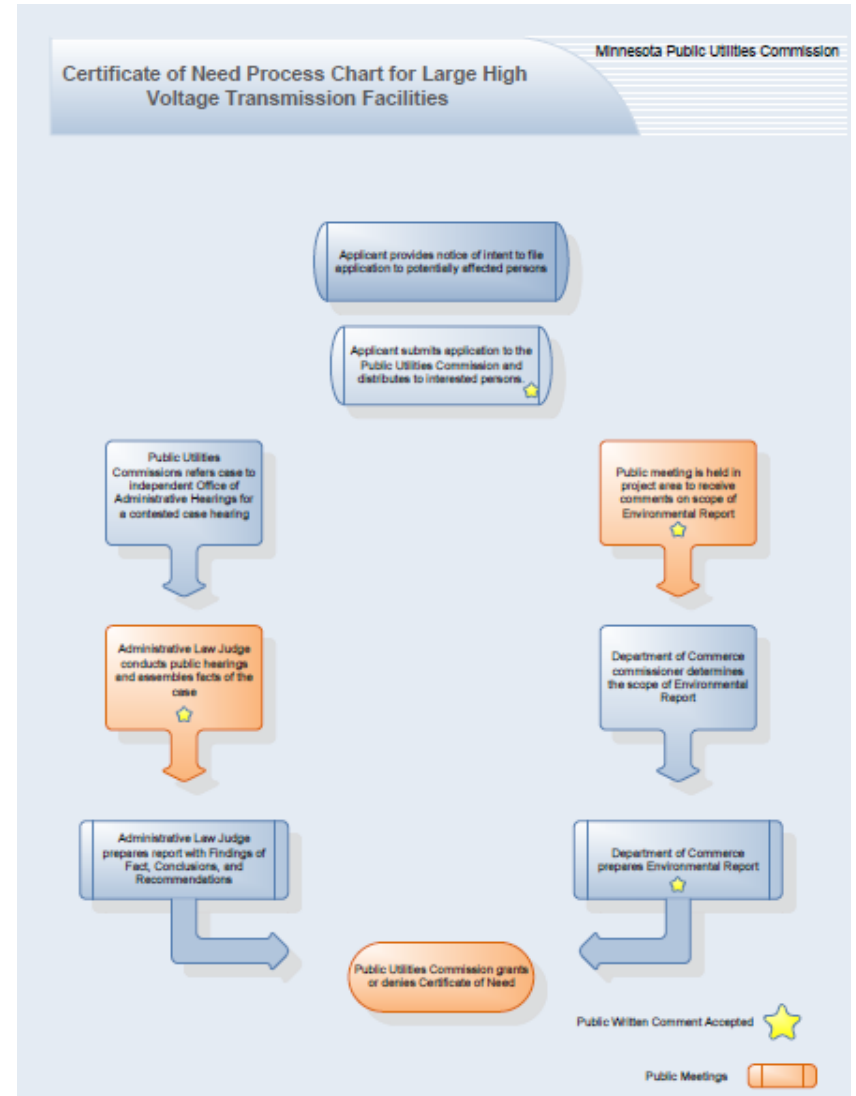 Minnesota Public Utilities Commission
Certificate of Need Process Chart for Large High
Voltage Transmission Facilities
Applicant provides notice of intent to file
application to potentially affected persons
Applicant submits application to the
Public Utilities Commission and
distributes to interested persons.
Public Utilities
Commissions refers case to
independent Office of
Administrative Hearings for
a contested case hearing
Public meeting is held in
project area to receive
comments on scope of
Environmental Report
Administrative Law Judge
conducts public hearings
and assembles facts of the
case
Department of Commerce
commissioner determines
the scope of Environmental
Report
Administrative Law Judge
prepares report with Findings of
Fact, Conclusions, and
Recommendations
Department of Commerce
prepares Environmental Report
Public Utilities Commission grants
or denies Certificate of Need
Public Written Comment Accepted
Public Meetings